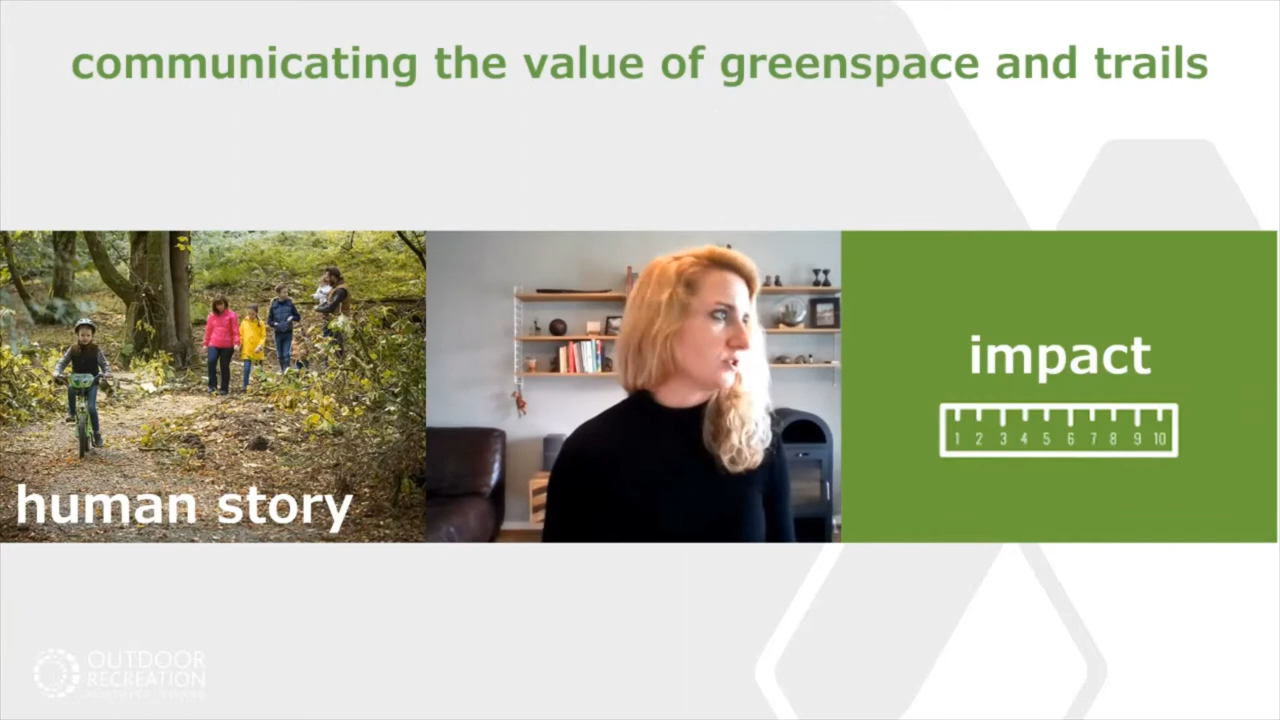 communicating the value of greenspace and trails
human story
impact
1 2 3 4 5 6 7 8 9 10
OUTDOOR
RECREATION